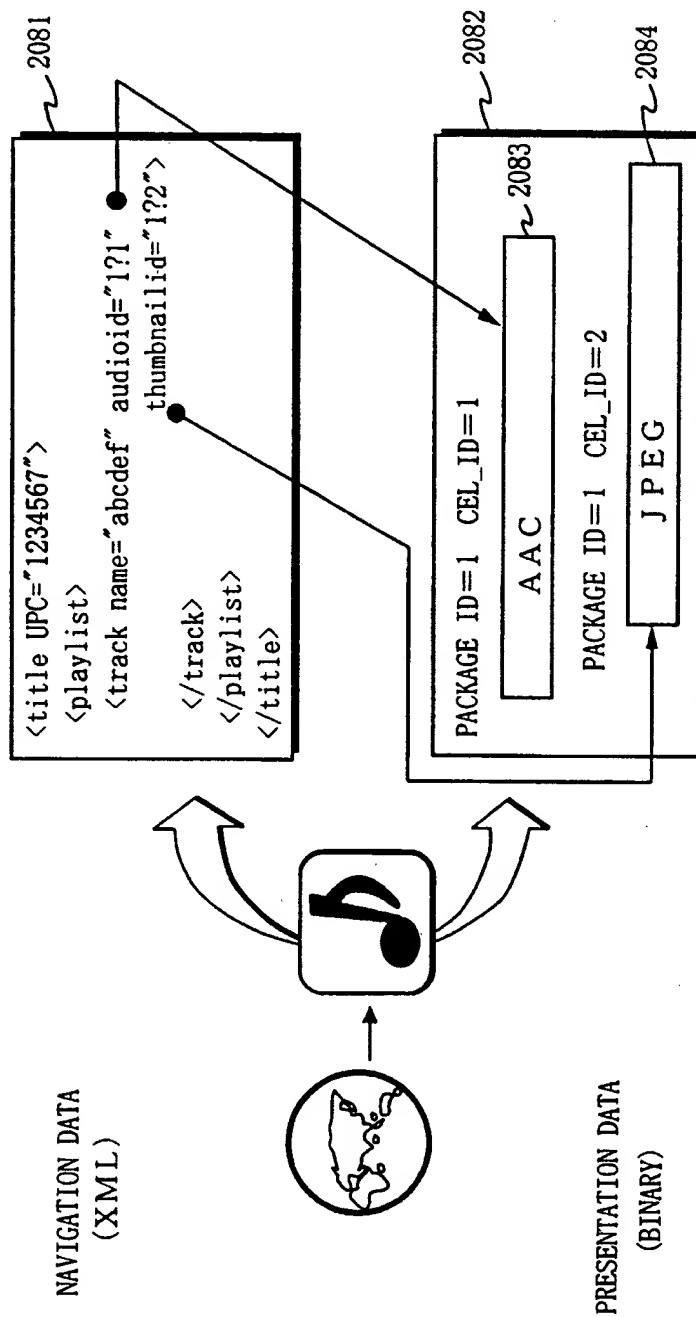 NAVIGATION DATA
(XML)
2081
<title UPC="1234567">
<playlist>
<track name="abcdef" audioid="1?1"
thumbnailid="1?2">
</track>
</playlist>
</title>
PRESENTATION DATA
(BINARY)
2082
PACKAGE ID=1 CEL_ID=1
2083
AAC
PACKAGE ID=1 CEL_ID=2
2084
JPEG